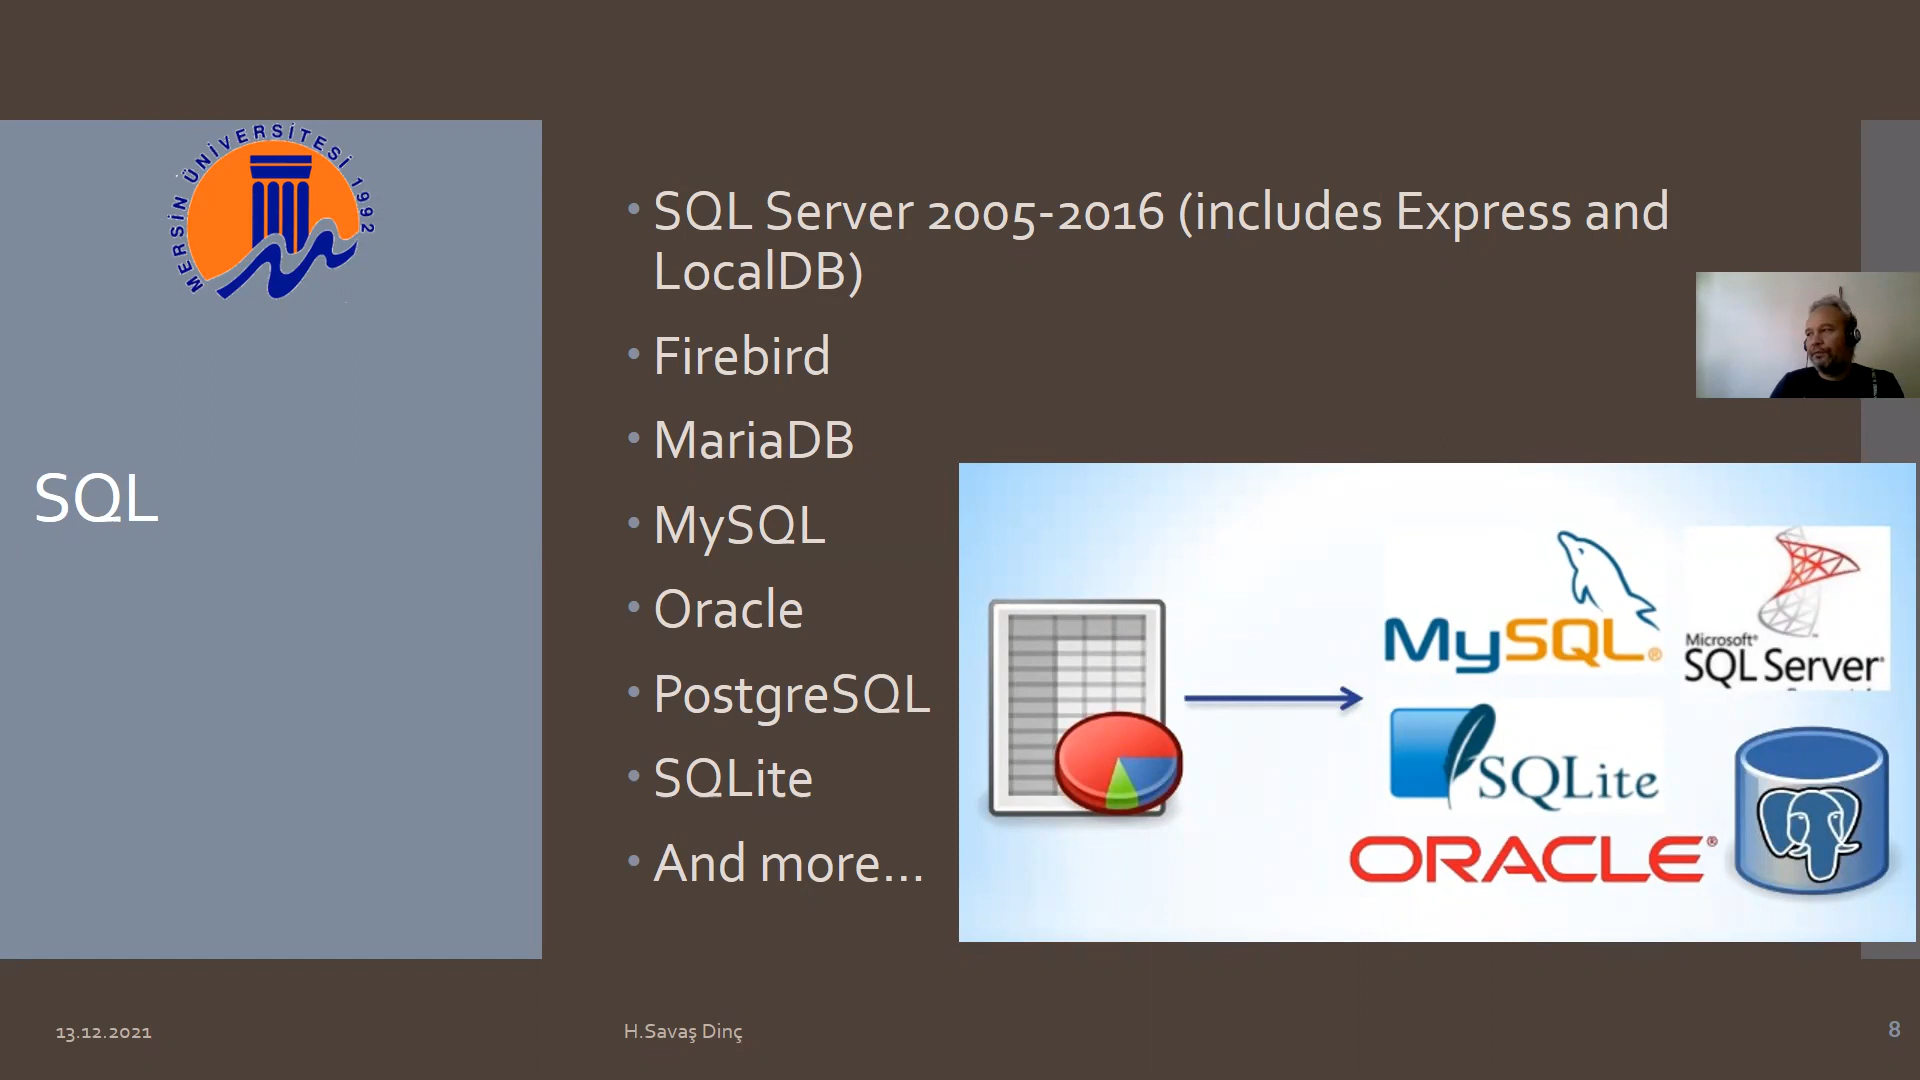 MERSİN ÜNİVERSİTESİ 1992
SQL
• SQL Server 2005-2016 (includes Express and
LocalDB)
• Firebird
• MariaDB
• MySQL
• Oracle
• PostgreSQL
• SQLite
• And more...
MySQL®
Microsoft®
SQL Server®
SQLite
ORACLE®
13.12.2021
H.Savaş Dinç
8